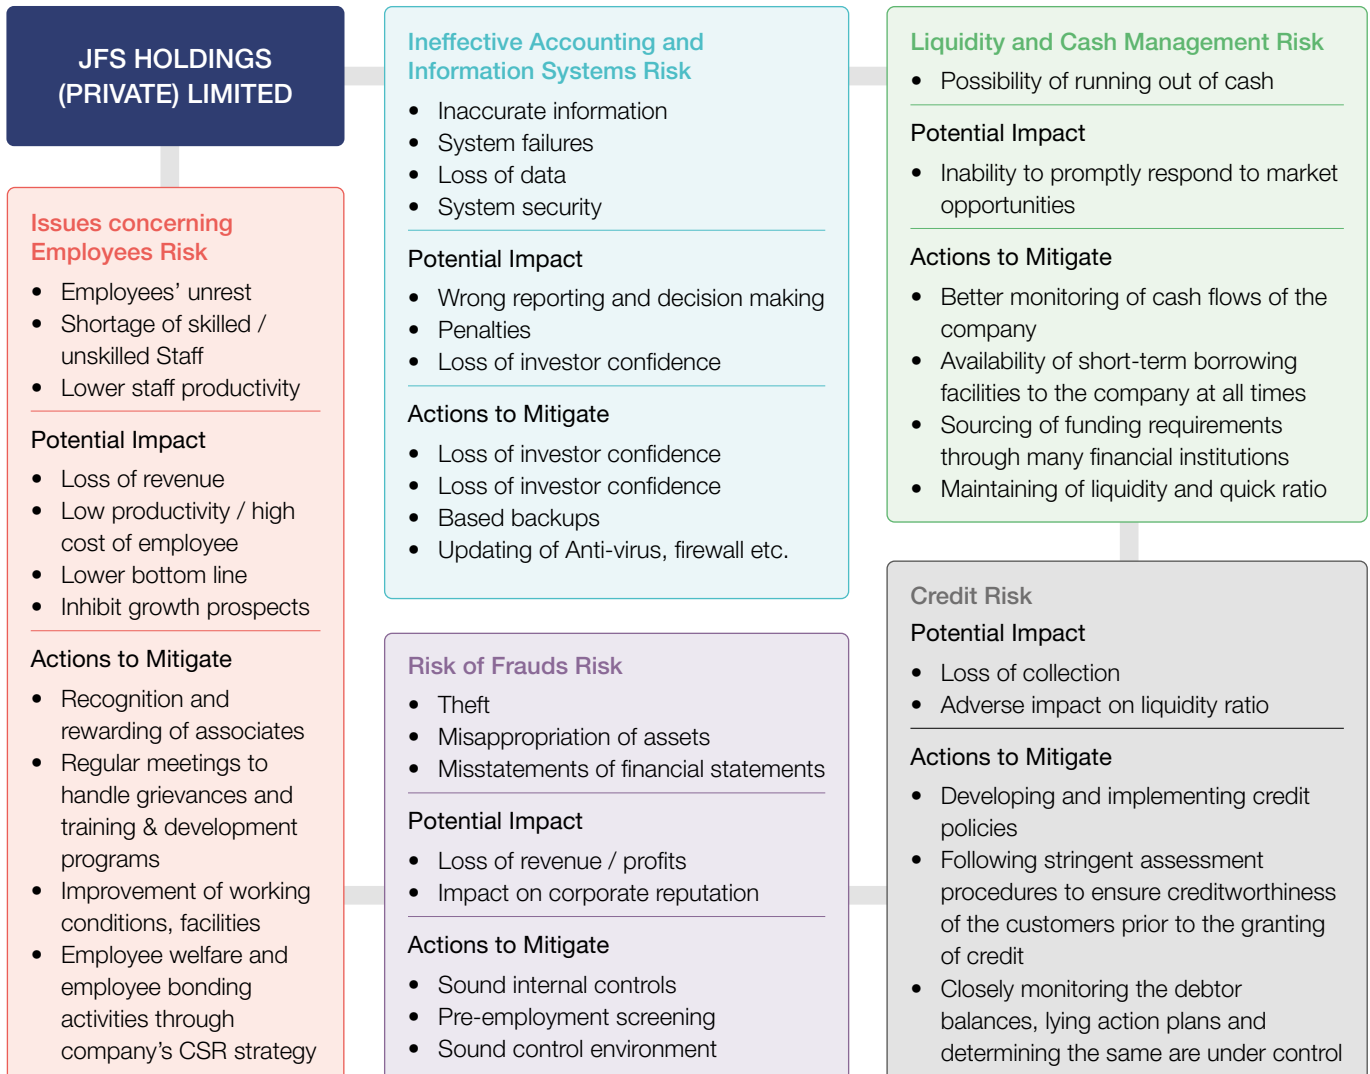 JFS HOLDINGS
(PRIVATE) LIMITED
Issues concerning
Employees Risk
• Employees’ unrest
• Shortage of skilled /
unskilled Staff
• Lower staff productivity
Potential Impact
• Loss of revenue
• Low productivity / high
cost of employee
• Lower bottom line
• Inhibit growth prospects
Actions to Mitigate
• Recognition and
rewarding of associates
• Regular meetings to
handle grievances and
training & development
programs
• Improvement of working
conditions, facilities
• Employee welfare and
employee bonding
activities through
company’s CSR strategy
Ineffective Accounting and
Information Systems Risk
• Inaccurate information
• System failures
• Loss of data
• System security
Potential Impact
• Wrong reporting and decision making
• Penalties
• Loss of investor confidence
Actions to Mitigate
• Loss of investor confidence
• Loss of investor confidence
• Based backups
• Updating of Anti-virus, firewall etc.
Risk of Frauds Risk
• Theft
• Misappropriation of assets
• Misstatements of financial statements
Potential Impact
• Loss of revenue / profits
• Impact on corporate reputation
Actions to Mitigate
• Sound internal controls
• Pre-employment screening
• Sound control environment
Liquidity and Cash Management Risk
• Possibility of running out of cash
Potential Impact
• Inability to promptly respond to market
opportunities
Actions to Mitigate
• Better monitoring of cash flows of the
company
• Availability of short-term borrowing
facilities to the company at all times
• Sourcing of funding requirements
through many financial institutions
• Maintaining of liquidity and quick ratio
Credit Risk
Potential Impact
• Loss of collection
• Adverse impact on liquidity ratio
Actions to Mitigate
• Developing and implementing credit
policies
• Following stringent assessment
procedures to ensure creditworthiness
of the customers prior to the granting
of credit
• Closely monitoring the debtor
balances, lying action plans and
determining the same are under control